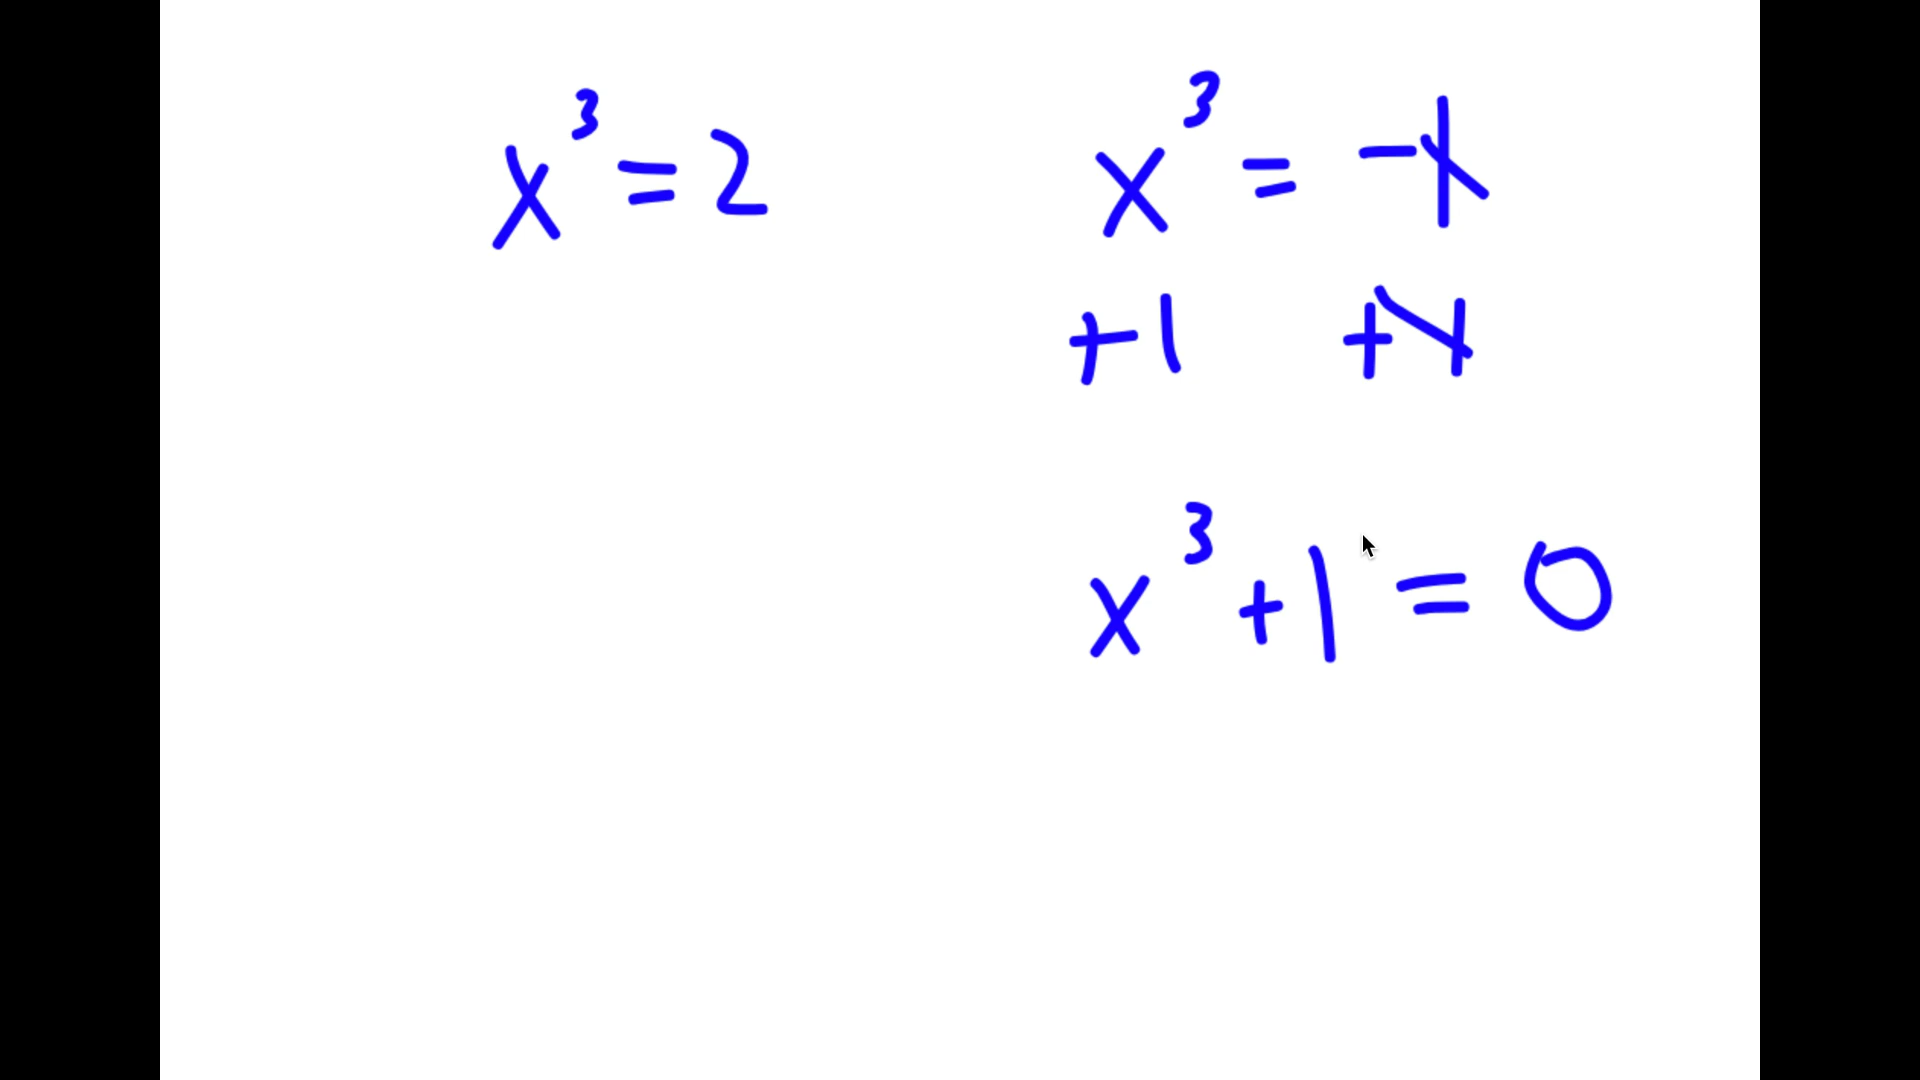 x³ = 2
x³ = -1
+1 +1
x³ + 1 = 0